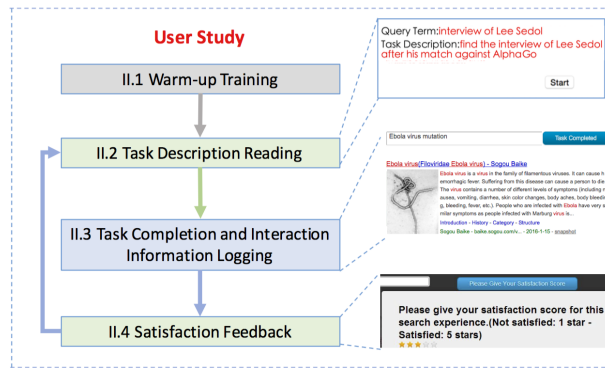 User Study
II.1 Warm-up Training
II.2 Task Description Reading
II.3 Task Completion and Interaction
Information Logging
II.4 Satisfaction Feedback
Query Term:interview of Lee Sedol
Task Description:find the interview of Lee Sedol
after his match against AlphaGo
Start
Ebola virus mutation
Task Completed
Ebola virus(Filoviridae Ebola virus) - Sogou Baike
Ebola virus is a virus in the family of filamentous viruses. It can cause h
emorrhagic fever. Suffering from this disease can cause a person to die
The virus contains a number of different levels of symptoms (including n
ausea, vomiting, diarrhea, skin color changes, body aches, body bleedin
g, bleeding, fever, etc.). People who are infected with Ebola have very s
milar symptoms as people infected with Marburg virus is...
Introduction - History - Category - Structure
Sogou Baike - baike.sogou.com/v... - 2016-1-15 - snapshot
Please Give Your Satisfaction Score
Please give your satisfaction score for this
search experience.(Not satisfied: 1 star -
Satisfied: 5 stars)